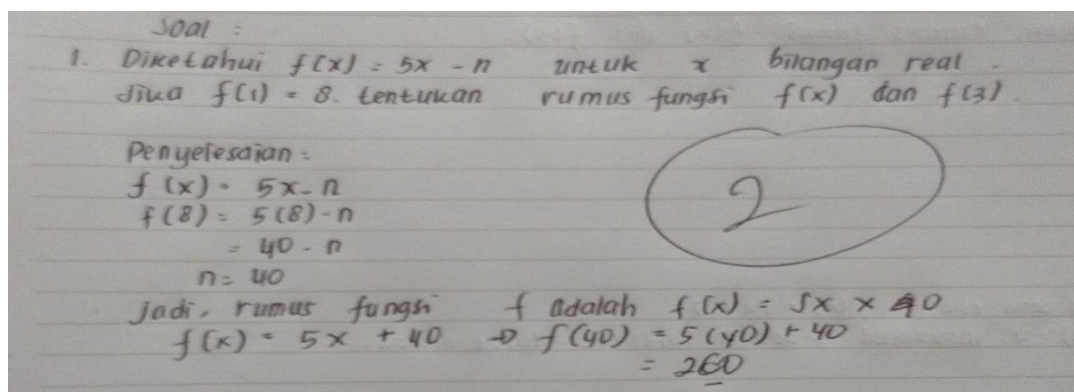 Soal :
1. Diketahui f(x) = 5x - n untuk x bilangan real.
Jika f(1) = 8. tentukan rumus fungsi f(x) dan f(3).
Penyelesaian :
f(x) = 5x - n
f(8) = 5(8) - n
= 40 - n
n = 40
2
jadi, rumus fungsi f adalah f(x) = 5x x 40
f(x) = 5x + 40 → f(40) = 5(40) + 40
= 260